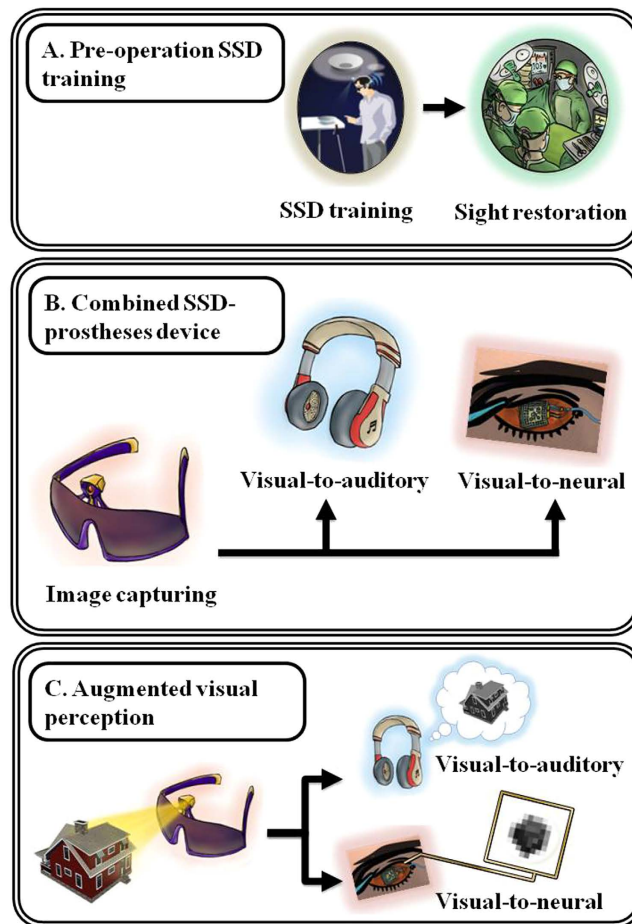 A. Pre-operation SSD
training
SSD training
Sight restoration
B. Combined SSD-
prostheses device
Visual-to-auditory
Visual-to-neural
Image capturing
C. Augmented visual
perception
Visual-to-auditory
Visual-to-neural